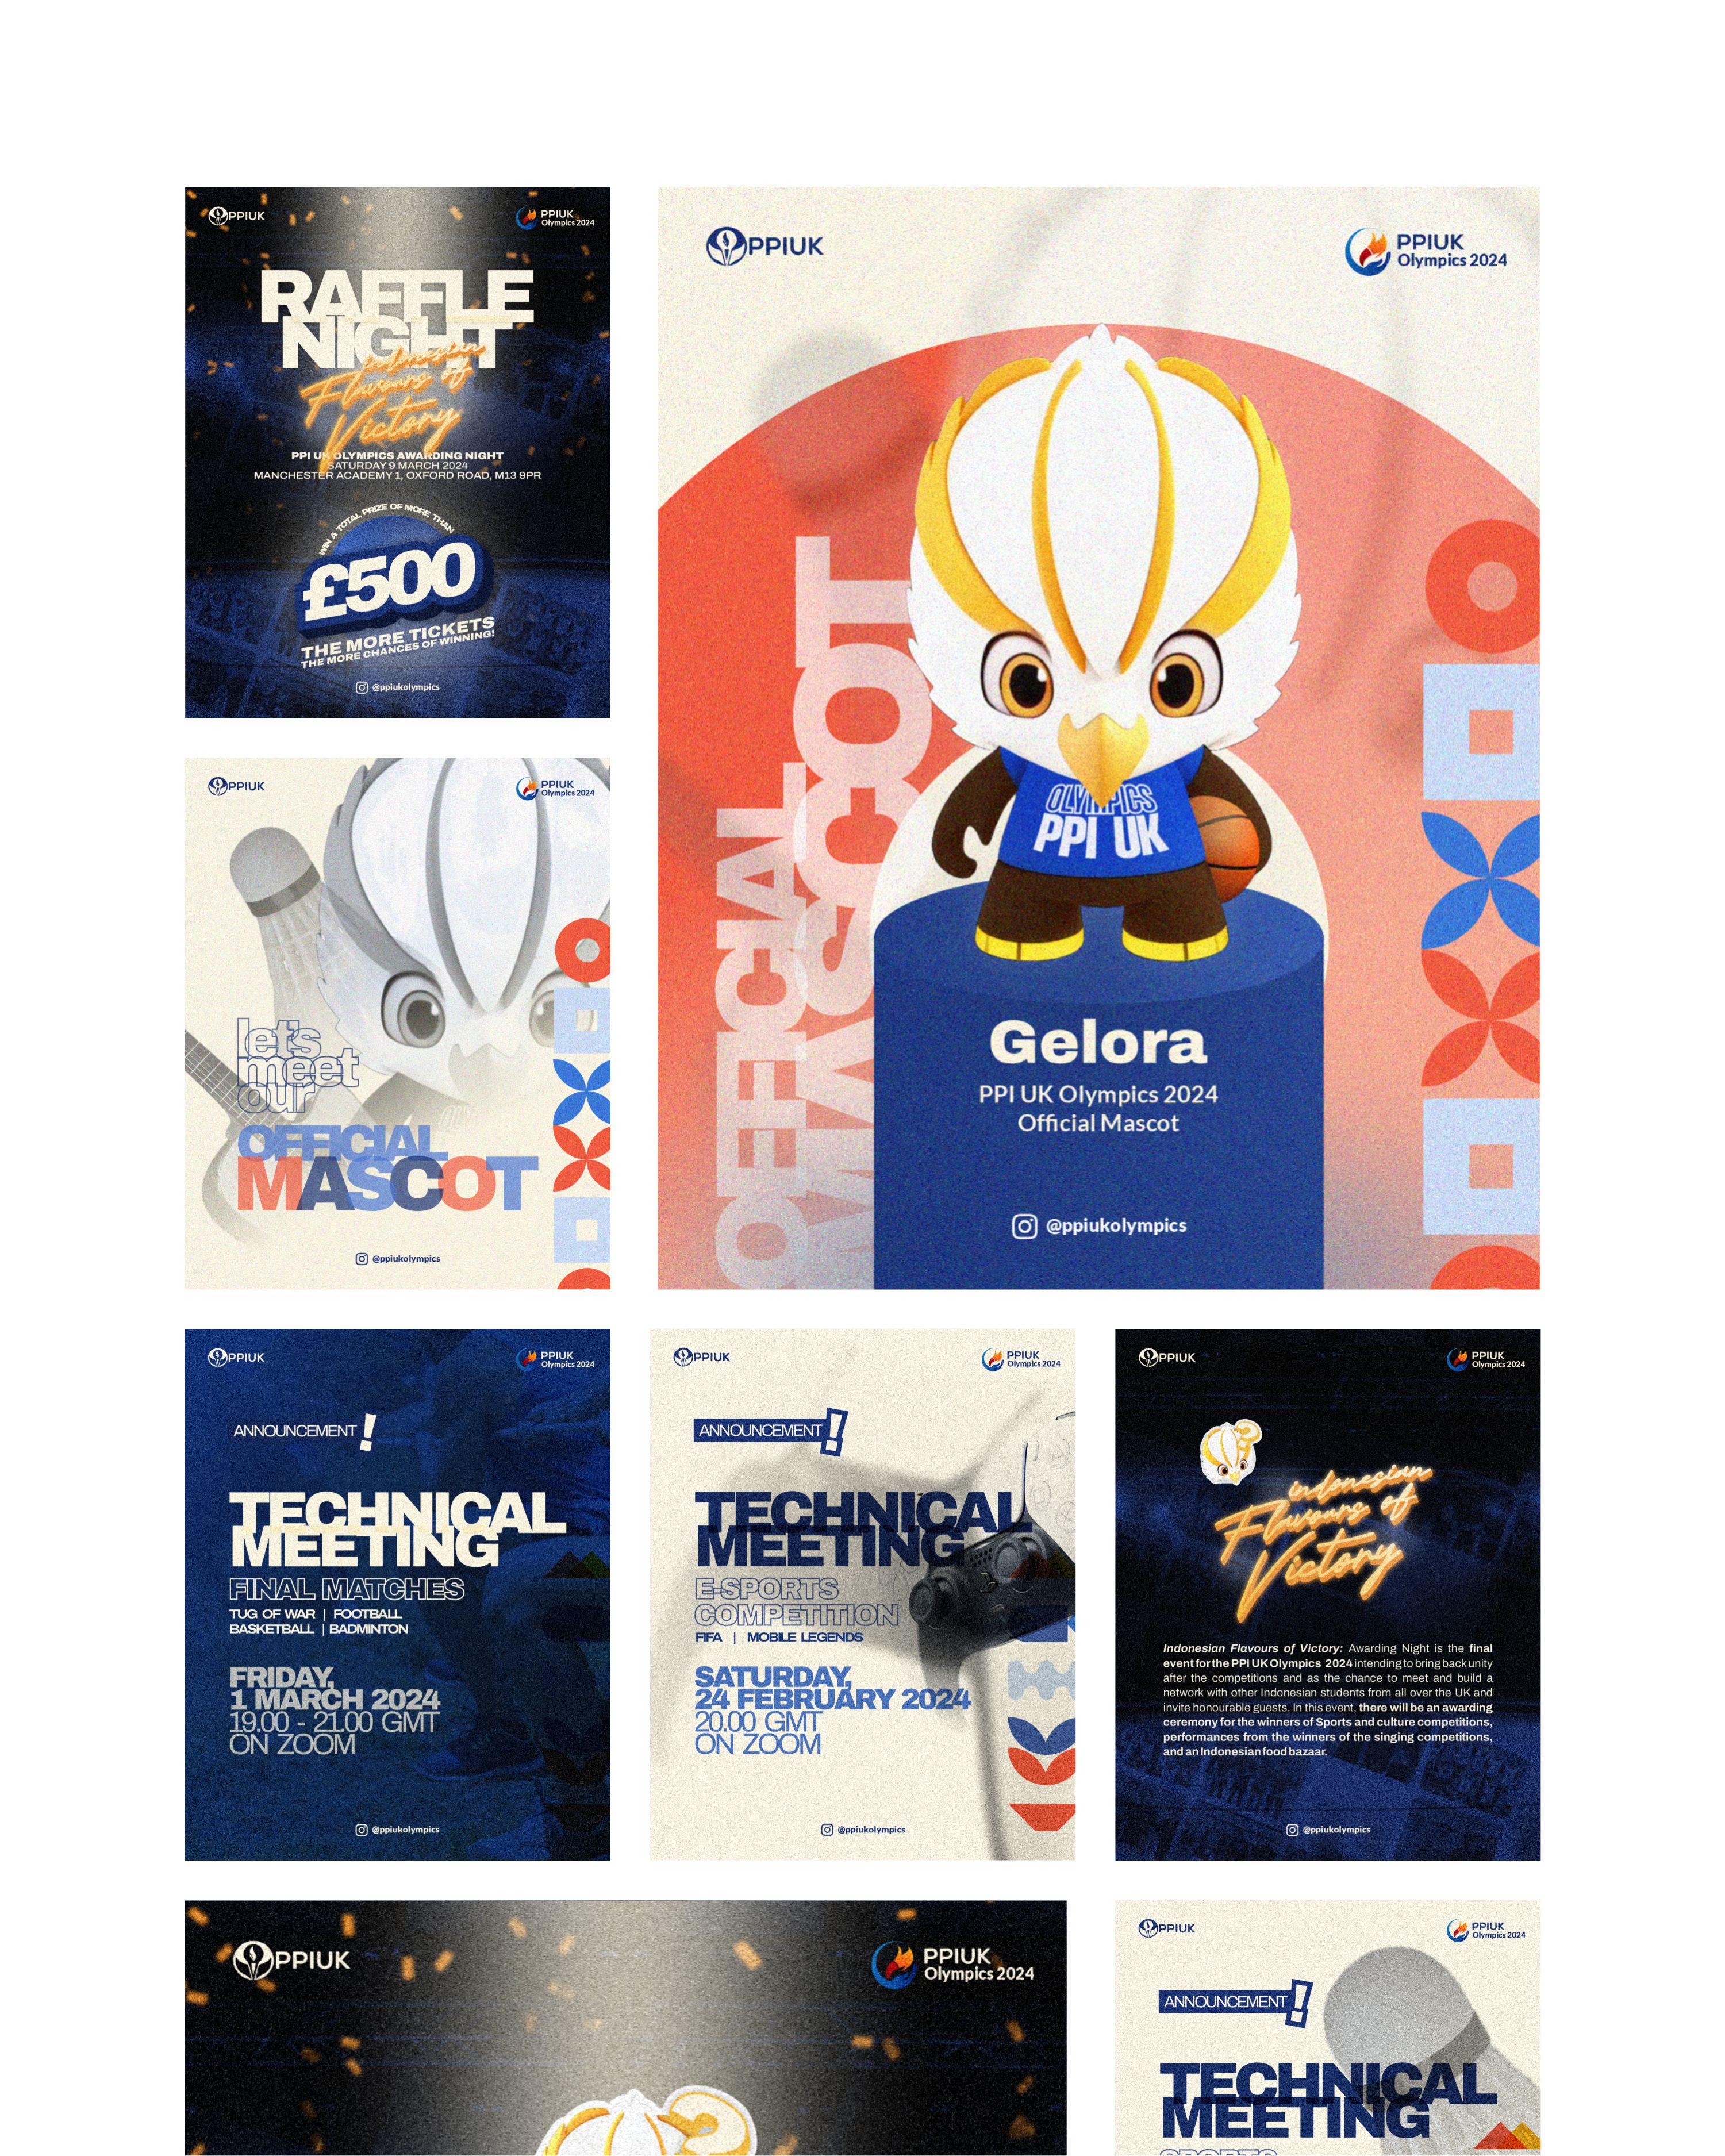 PPIUK
PPIUK
Olympics 2024
RAFFLE
NIGHT
indonesian
Flavours of
Victory
PPI UK OLYMPICS AWARDING NIGHT
SATURDAY 9 MARCH 2024
MANCHESTER ACADEMY 1, OXFORD ROAD, M13 9PR
WIN A TOTAL PRIZE OF MORE THAN
£500
THE MORE TICKETS
THE MORE CHANCES OF WINNING!
@ppiukolympics
PPIUK
PPIUK
Olympics 2024
OFFICIAL
MASCOT
OLYMPICS
PPI UK
Gelora
PPI UK Olympics 2024
Official Mascot
@ppiukolympics
PPIUK
PPIUK
Olympics 2024
let's
meet
our
OFFICIAL
MASCOT
@ppiukolympics
PPIUK
PPIUK
Olympics 2024
ANNOUNCEMENT!
TECHNICAL
MEETING
FINAL MATCHES
TUG OF WAR | FOOTBALL
BASKETBALL | BADMINTON
FRIDAY,
1 MARCH 2024
19.00 - 21.00 GMT
ON ZOOM
@ppiukolympics
PPIUK
PPIUK
Olympics 2024
ANNOUNCEMENT!
TECHNICAL
MEETING
E-SPORTS
COMPETITION
FIFA | MOBILE LEGENDS
SATURDAY,
24 FEBRUARY 2024
20.00 GMT
ON ZOOM
@ppiukolympics
PPIUK
PPIUK
Olympics 2024
indonesian
Flavours of
Victory
Indonesian Flavours of Victory: Awarding Night is the final
event for the PPI UK Olympics 2024 intending to bring back unity
after the competitions and as the chance to meet and build a
network with other Indonesian students from all over the UK and
invite honourable guests. In this event, there will be an awarding
ceremony for the winners of Sports and culture competitions,
performances from the winners of the singing competitions,
and an Indonesian food bazaar.
@ppiukolympics
PPIUK
PPIUK
Olympics 2024
PPIUK
PPIUK
Olympics 2024
ANNOUNCEMENT!
TECHNICAL
MEETING
SPORTS